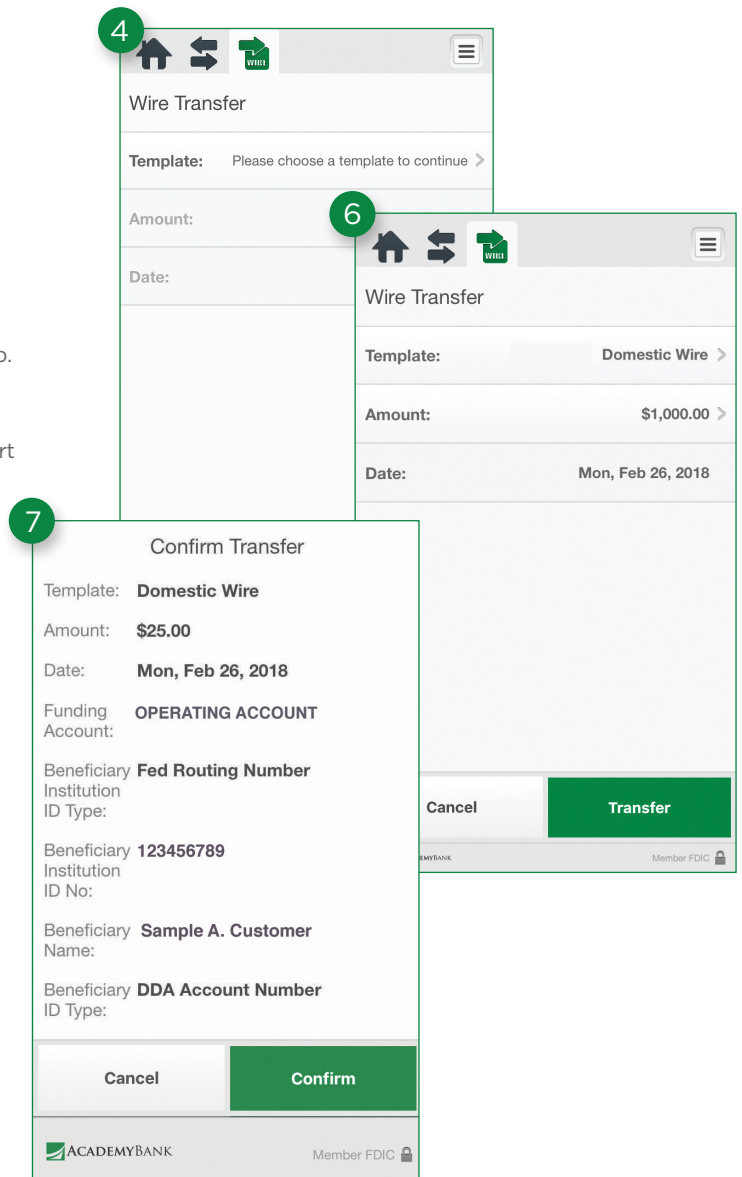 4
WIRE
Wire Transfer
Template: Please choose a template to continue
Amount:
Date:
6
WIRE
Wire Transfer
Template: Domestic Wire
Amount: $1,000.00
Date: Mon, Feb 26, 2018
Cancel Transfer
EMYBANK Member FDIC
o.
rt
7
Confirm Transfer
Template: Domestic Wire
Amount: $25.00
Date: Mon, Feb 26, 2018
Funding OPERATING ACCOUNT
Account:
Beneficiary Fed Routing Number
Institution
ID Type:
Beneficiary 123456789
Institution
ID No:
Beneficiary Sample A. Customer
Name:
Beneficiary DDA Account Number
ID Type:
Cancel Confirm
ACADEMYBANK Member FDIC